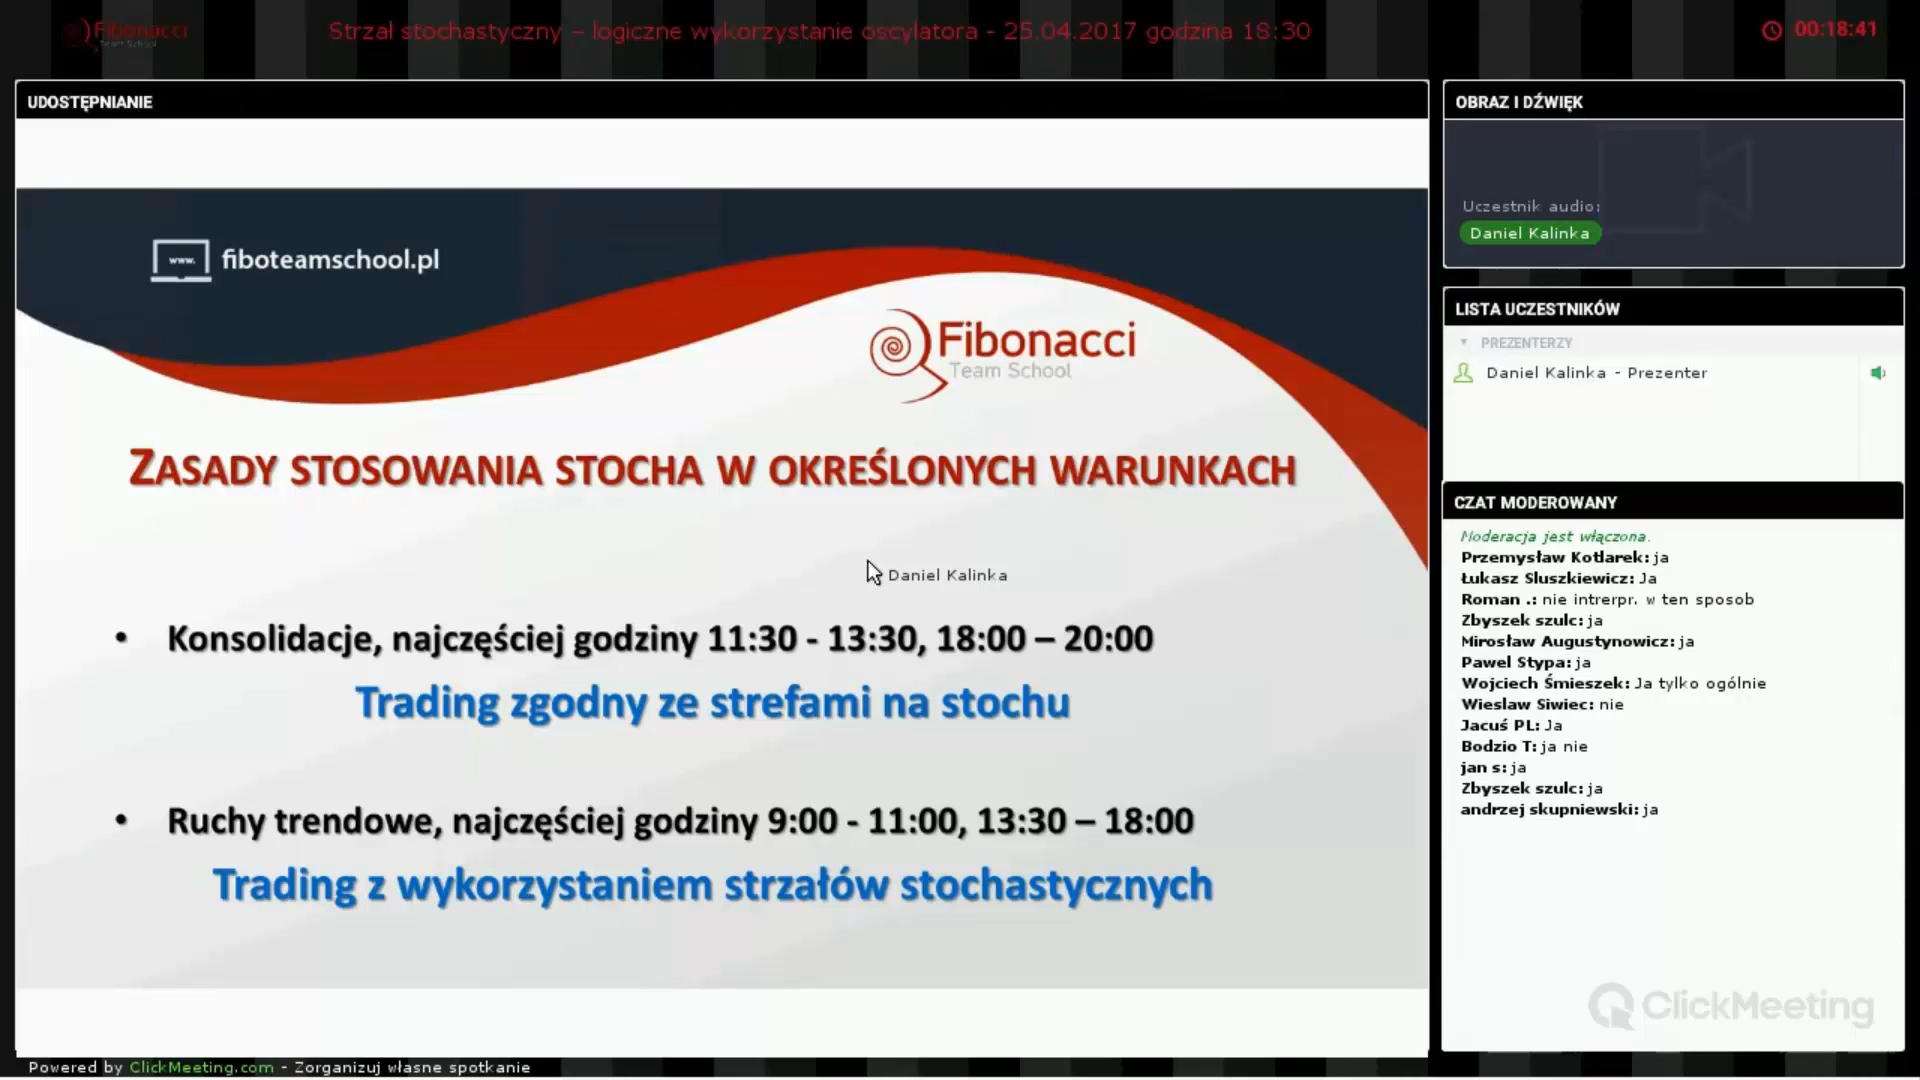 Fibonacci
Team School
Strzał stochastyczny – logiczne wykorzystanie oscylatora - 25.04.2017 godzina 18:30
00:18:41
UDOSTĘPNIANIE
www.
fiboteamschool.pl
Fibonacci
Team School
ZASADY STOSOWANIA STOCHA W OKREŚLONYCH WARUNKACH
Daniel Kalinka
• Konsolidacje, najczęściej godziny 11:30 - 13:30, 18:00 – 20:00
Trading zgodny ze strefami na stochu
• Ruchy trendowe, najczęściej godziny 9:00 - 11:00, 13:30 – 18:00
Trading z wykorzystaniem strzałów stochastycznych
OBRAZ I DŹWIĘK
Uczestnik audio:
Daniel Kalinka
LISTA UCZESTNIKÓW
PREZENTERZY
Daniel Kalinka - Prezenter
CZAT MODEROWANY
Moderacja jest włączona.
Przemysław Kotlarek: ja
Łukasz Sluszkiewicz: Ja
Roman .: nie intrerpr. w ten sposob
Zbyszek szulc: ja
Mirosław Augustynowicz: ja
Pawel Stypa: ja
Wojciech Śmieszek: Ja tylko ogólnie
Wieslaw Siwiec: nie
Jacuś PL: Ja
Bodzio T: ja nie
jan s: ja
Zbyszek szulc: ja
andrzej skupniewski: ja
ClickMeeting
Powered by ClickMeeting.com - Zorganizuj własne spotkanie